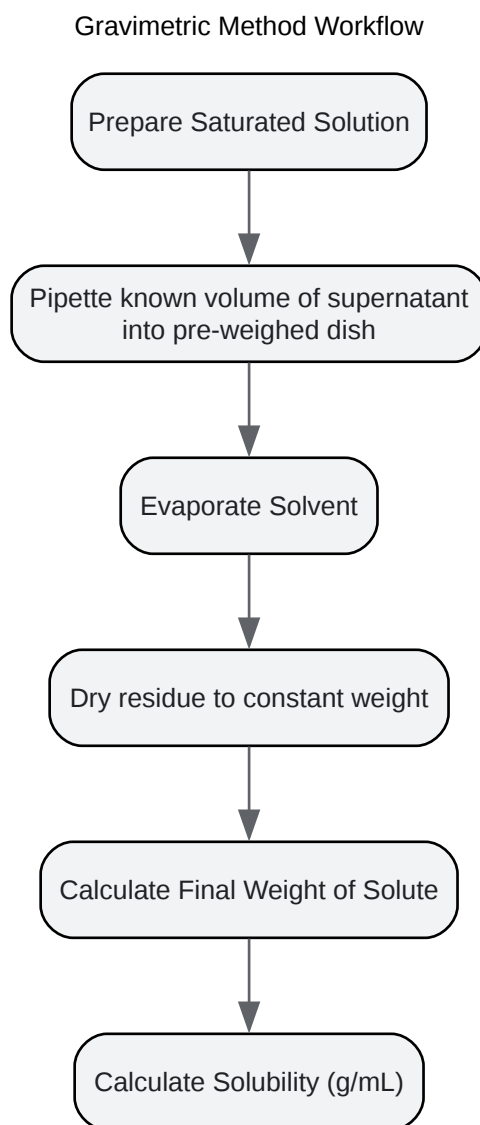 Gravimetric Method Workflow
Prepare Saturated Solution
Pipette known volume of supernatant
into pre-weighed dish
Evaporate Solvent
Dry residue to constant weight
Calculate Final Weight of Solute
Calculate Solubility (g/mL)